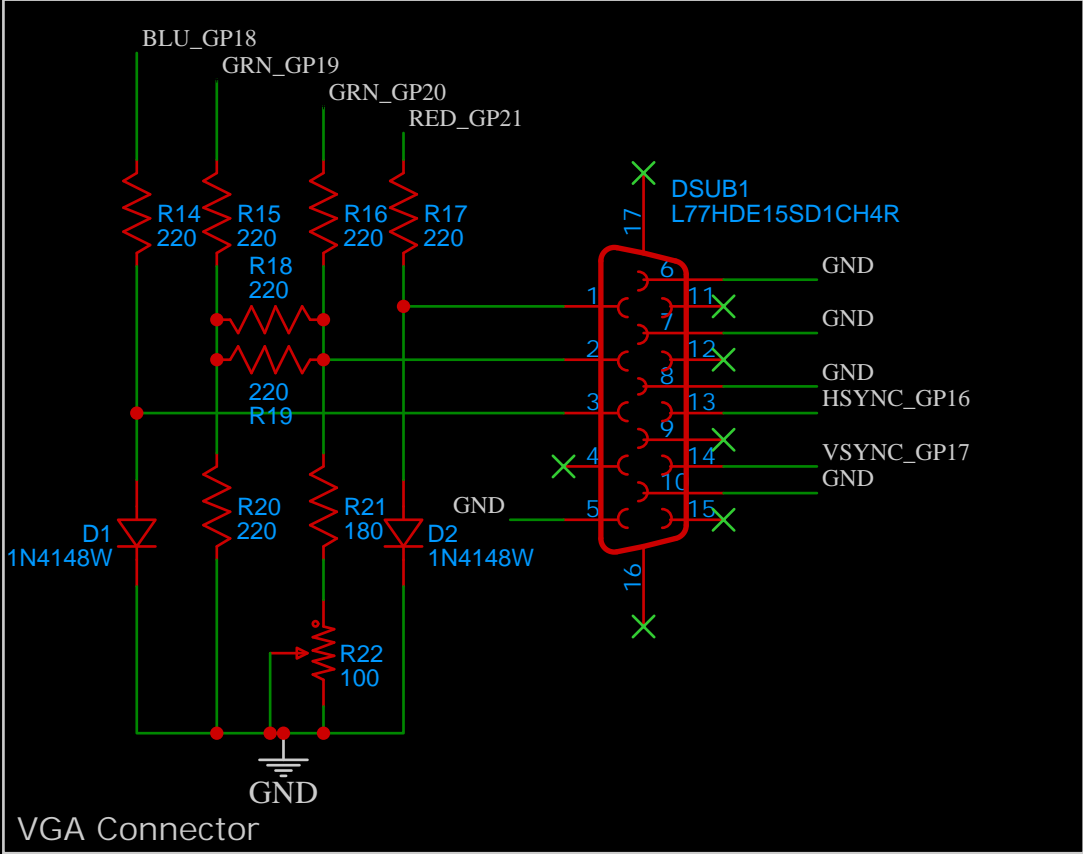 BLU_GP18
GRN_GP19
GRN_GP20
RED_GP21
R14
220
R15
220
R16
220
R17
220
R18
220
220
R19
R20
220
R21
180
D1
1N4148W
D2
1N4148W
R22
100
GND
DSUB1
L77HDE15SD1CH4R
17
6
GND
1
11
7
GND
2
12
8
GND
3
13
HSYNC_GP16
9
4
14
VSYNC_GP17
10
GND
GND
5
15
16
VGA Connector